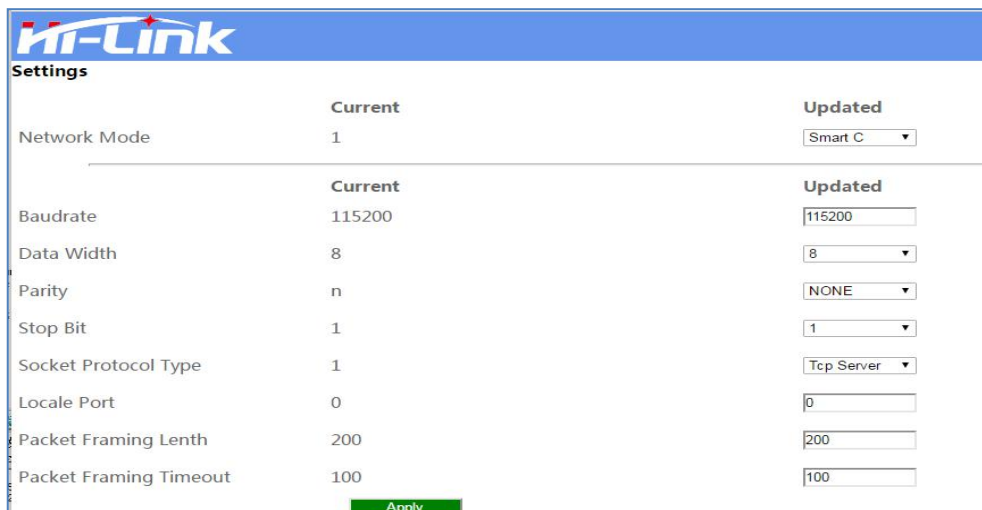 Hi-Link
Settings
Current Updated
Network Mode 1 Smart C
Current Updated
Baudrate 115200 115200
Data Width 8 8
Parity n NONE
Stop Bit 1 1
Socket Protocol Type 1 Tcp Server
Locale Port 0 0
Packet Framing Lenth 200 200
Packet Framing Timeout 100 100
Apply